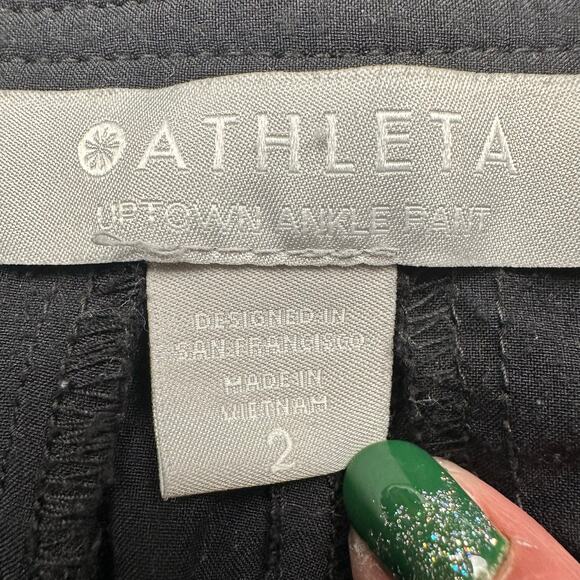 ATHLETA
UPTOWN ANKLE PANT
DESIGNED IN
SAN FRANCISCO
MADE IN
VIETNAM
2